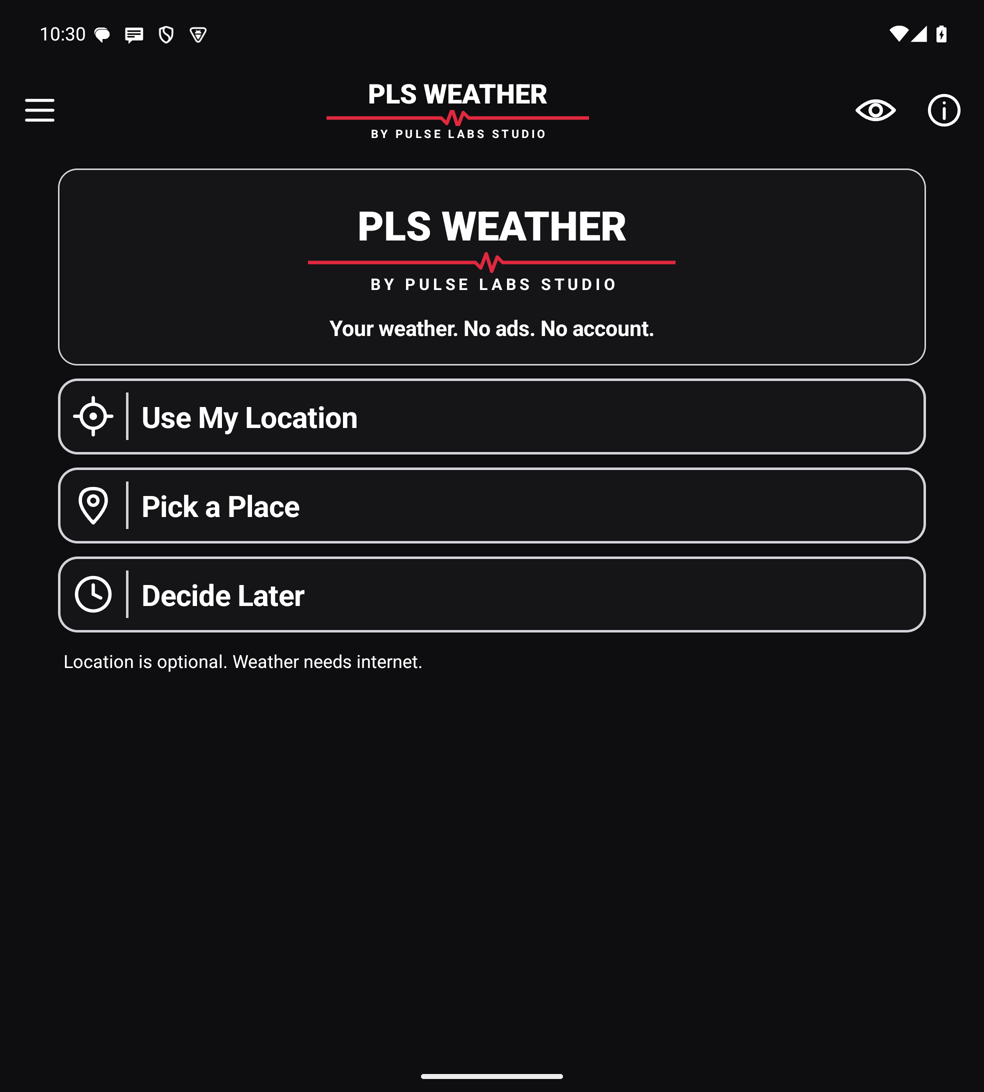 10:30
PLS WEATHER
BY PULSE LABS STUDIO
PLS WEATHER
BY PULSE LABS STUDIO
Your weather. No ads. No account.
Use My Location
Pick a Place
Decide Later
Location is optional. Weather needs internet.